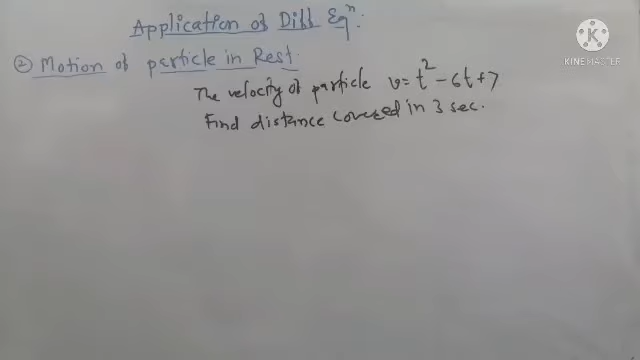 Application of Diff Eqⁿ:
② Motion of particle in Rest.
The velocity of particle v = t² - 6t + 7
Find distance covered in 3 sec.
KINEMASTER